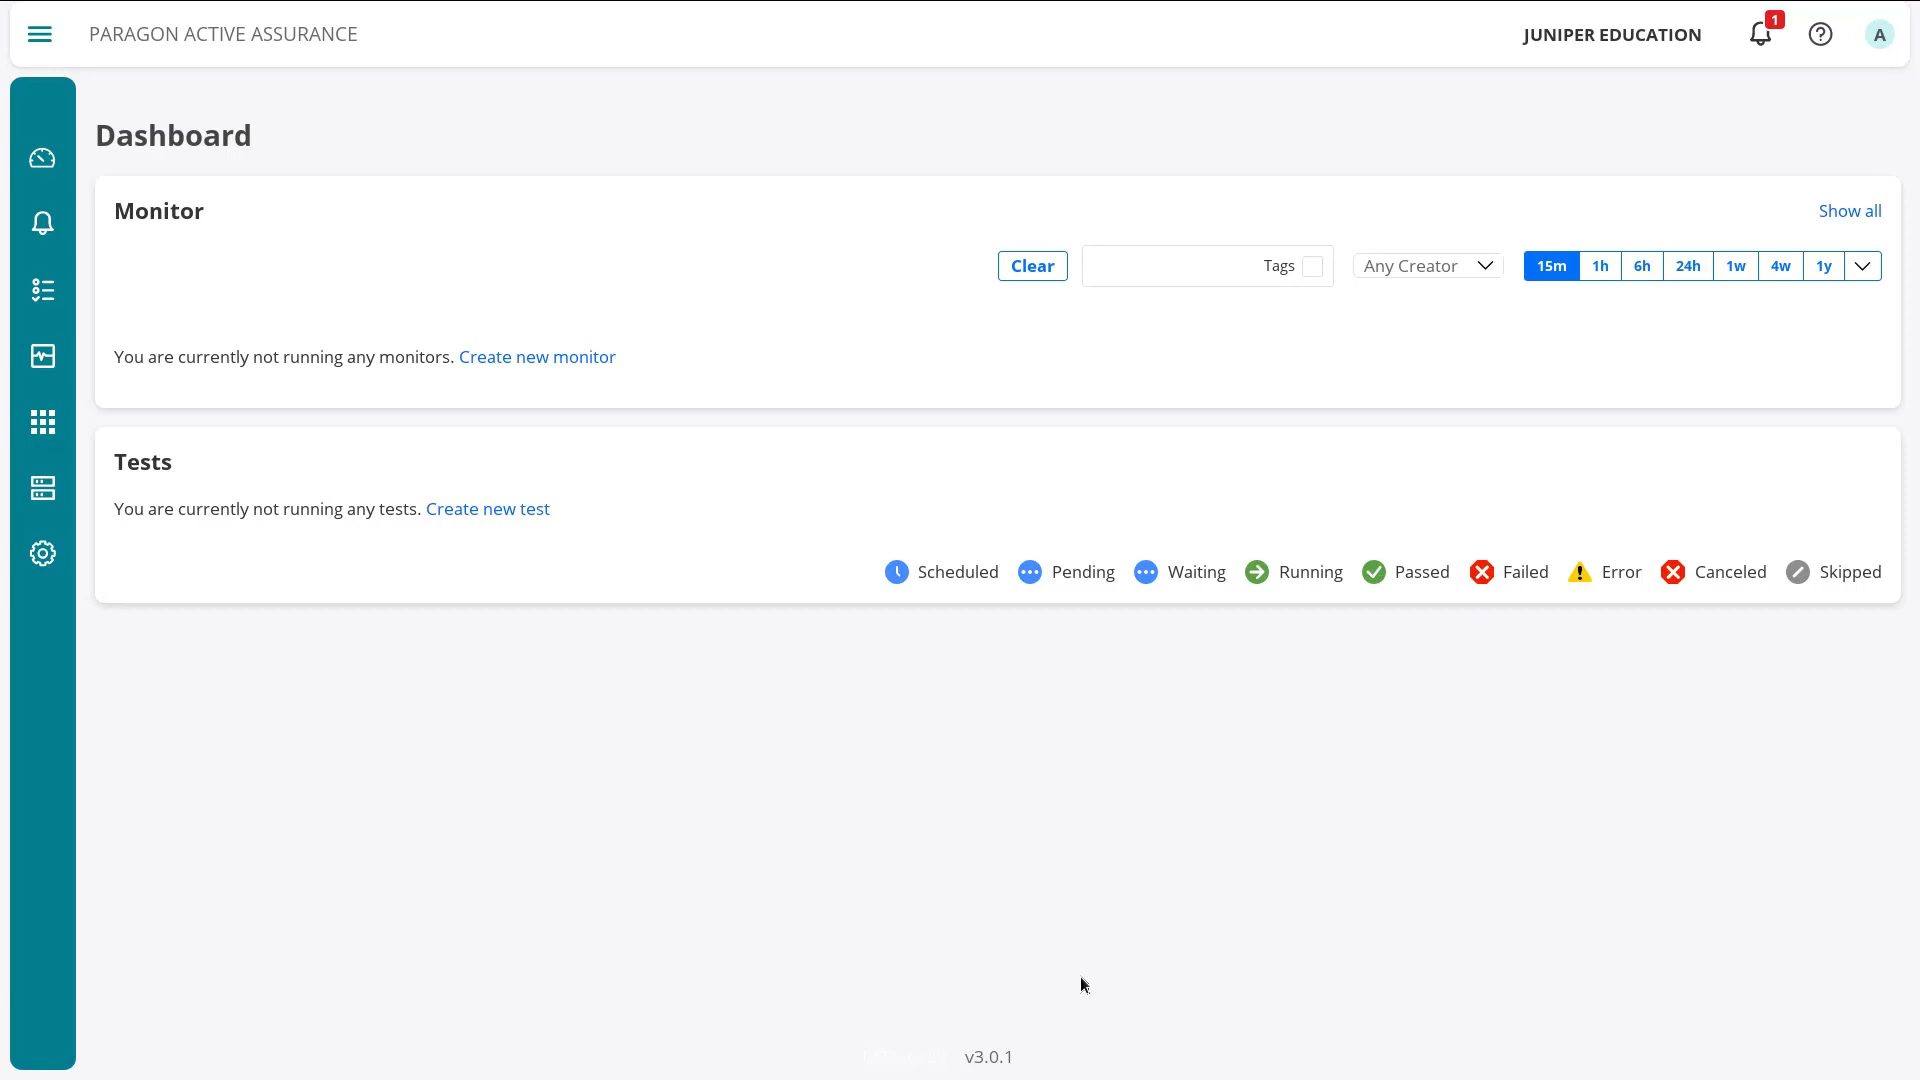 PARAGON ACTIVE ASSURANCE
JUNIPER EDUCATION
1
A
Dashboard
Monitor
Show all
Clear
Tags
Any Creator
15m 1h 6h 24h 1w 4w 1y
You are currently not running any monitors. Create new monitor
Tests
You are currently not running any tests. Create new test
Scheduled Pending Waiting Running Passed Failed Error Canceled Skipped
v3.0.1